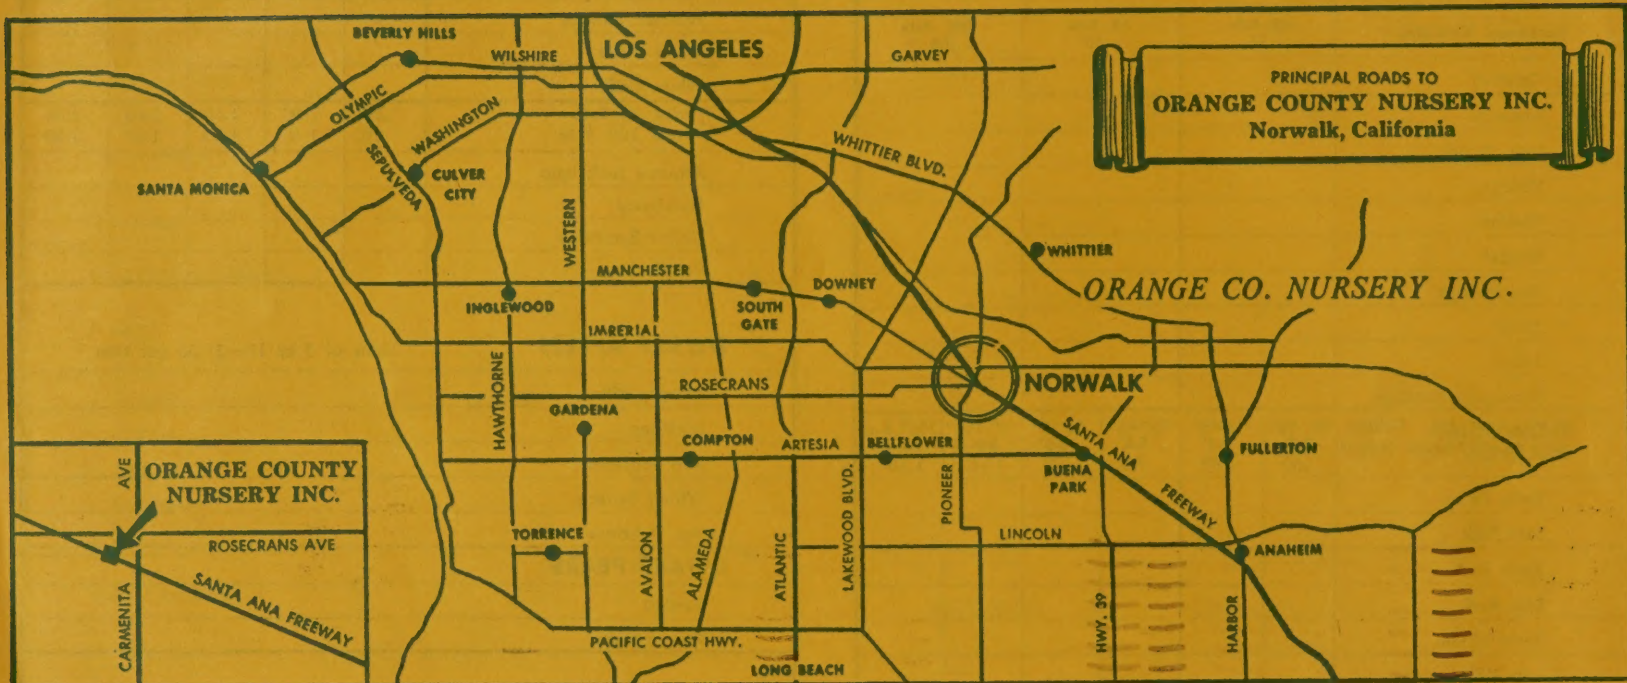 BEVERLY HILLS
WILSHIRE
LOS ANGELES
GARVEY
PRINCIPAL ROADS TO
ORANGE COUNTY NURSERY INC.
Norwalk, California
OLYMPIC
WASHINGTON
SEPULVEDA
WHITTIER BLVD.
SANTA MONICA
CULVER
CITY
WESTERN
WHITTIER
MANCHESTER
DOWNEY
ORANGE CO. NURSERY INC.
INGLEWOOD
SOUTH
GATE
IMRERIAL
HAWTHORNE
ROSECRANS
NORWALK
GARDENA
COMPTON
ARTESIA
BELLFLOWER
SANTA ANA
FREEWAY
BUENA
PARK
FULLERTON
LAKEWOOD BLVD.
PIONEER
TORRENCE
AVALON
ALAMEDA
ATLANTIC
LINCOLN
ANAHEIM
HWY. 39
HARBOR
PACIFIC COAST HWY.
LONG BEACH
AVE
ORANGE COUNTY
NURSERY INC.
ROSECRANS AVE
SANTA ANA FREEWAY
CARMENITA